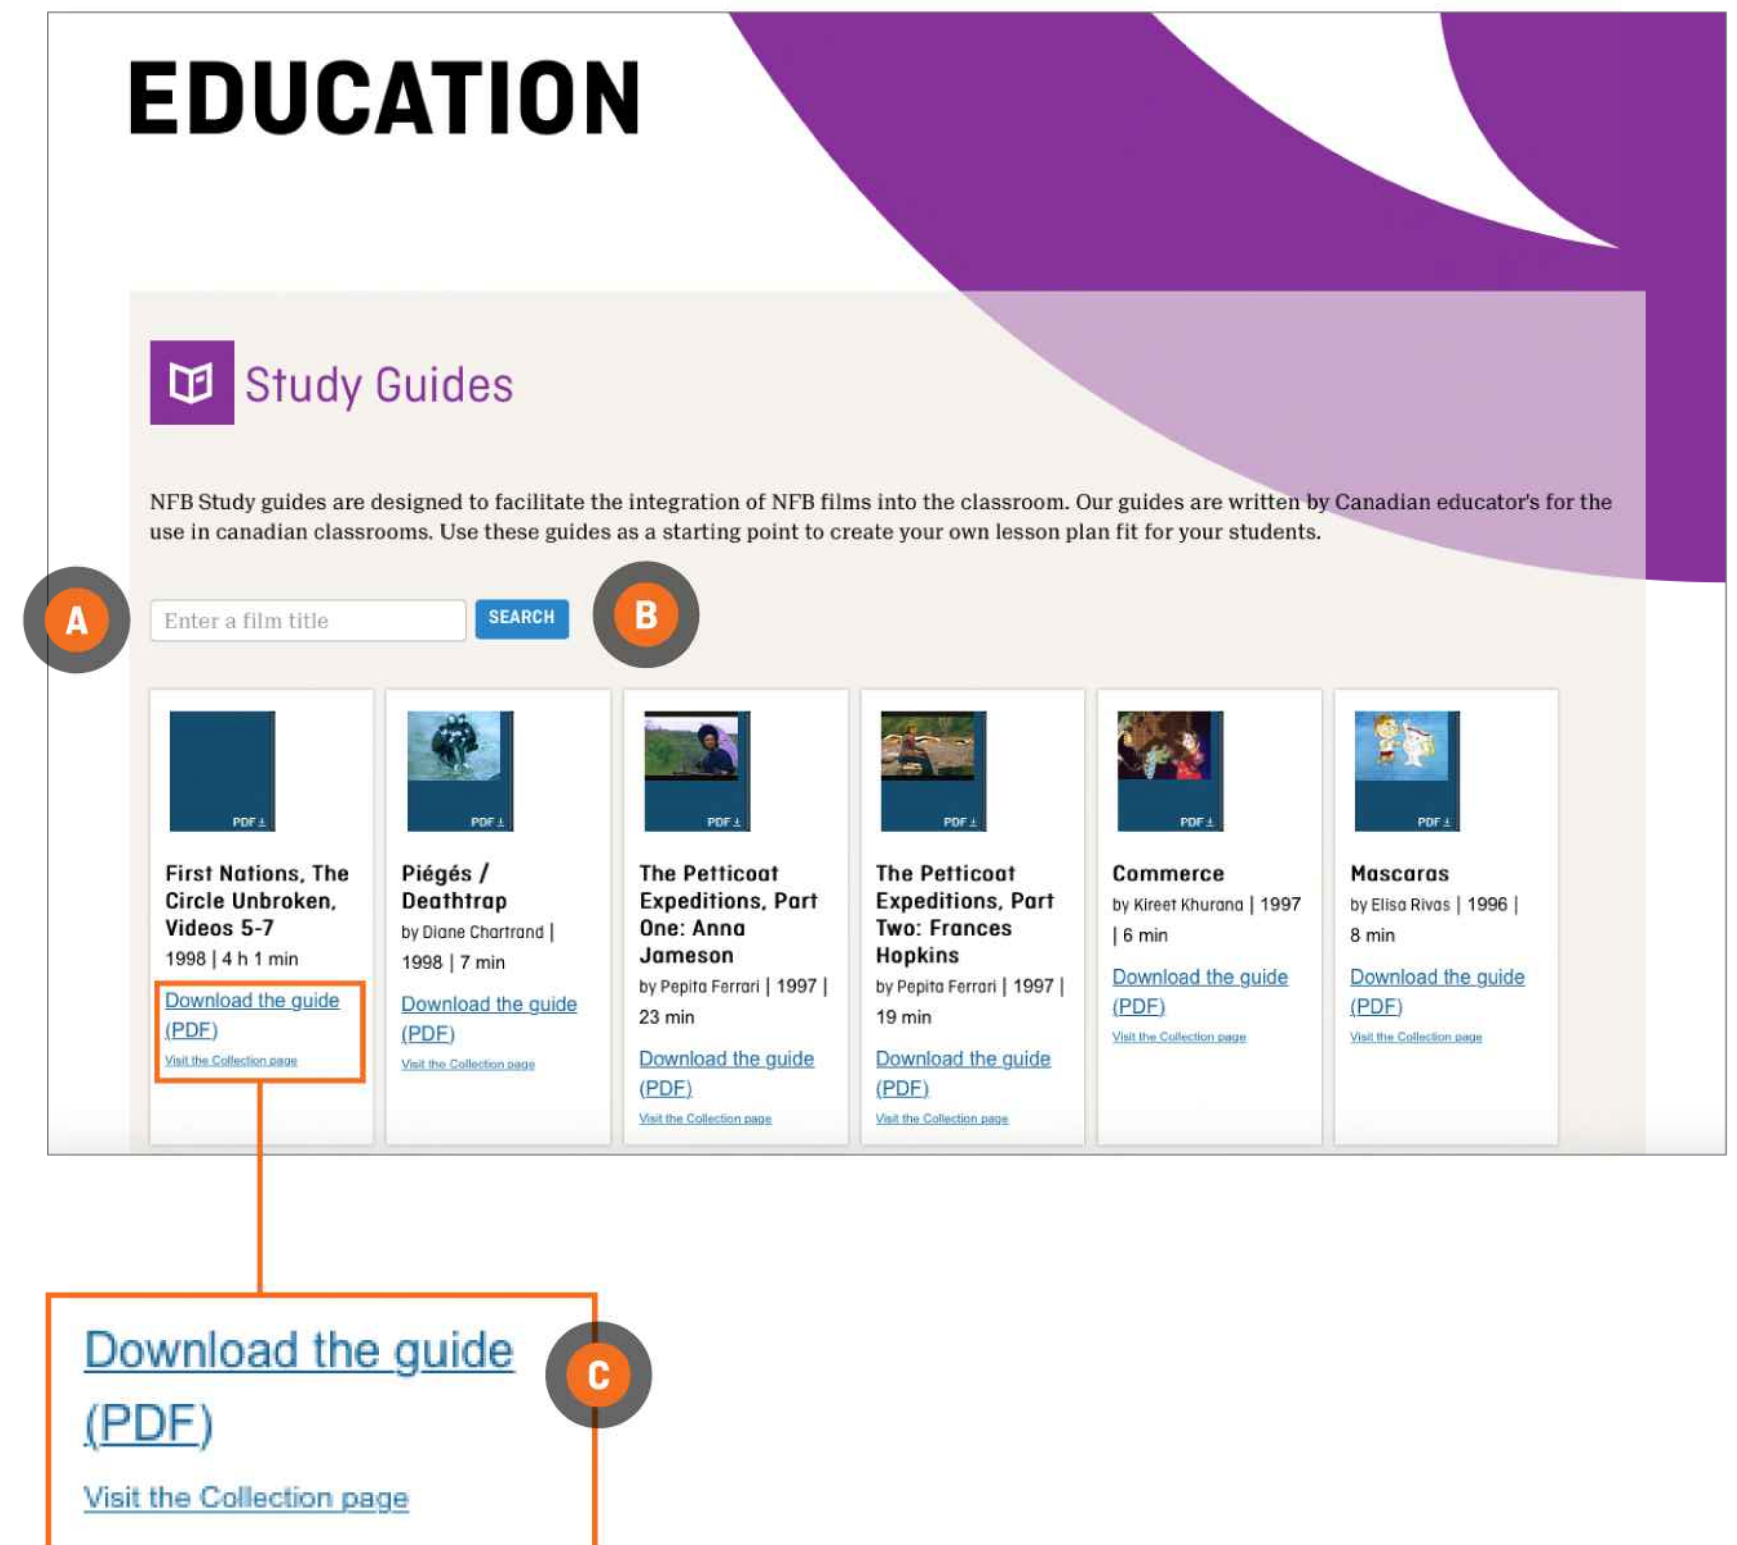 EDUCATION
Study Guides
NFB Study guides are designed to facilitate the integration of NFB films into the classroom. Our guides are written by Canadian educator's for the
use in canadian classrooms. Use these guides as a starting point to create your own lesson plan fit for your students.
A
Enter a film title
SEARCH
B
PDF
First Nations, The
Circle Unbroken,
Videos 5-7
1998 | 4 h 1 min
Download the guide
(PDF)
Visit the Collection page
PDF
Piégés /
Deathtrap
by Diane Chartrand |
1998 | 7 min
Download the guide
(PDF)
Visit the Collection page
PDF
The Petticoat
Expeditions, Part
One: Anna
Jameson
by Pepita Ferrari | 1997 |
23 min
Download the guide
(PDF)
Visit the Collection page
PDF
The Petticoat
Expeditions, Part
Two: Frances
Hopkins
by Pepita Ferrari | 1997 |
19 min
Download the guide
(PDF)
Visit the Collection page
PDF
Commerce
by Kireet Khurana | 1997
| 6 min
Download the guide
(PDF)
Visit the Collection page
PDF
Mascaras
by Elisa Rivas | 1996 |
8 min
Download the guide
(PDF)
Visit the Collection page
Download the guide
(PDF)
Visit the Collection page
C